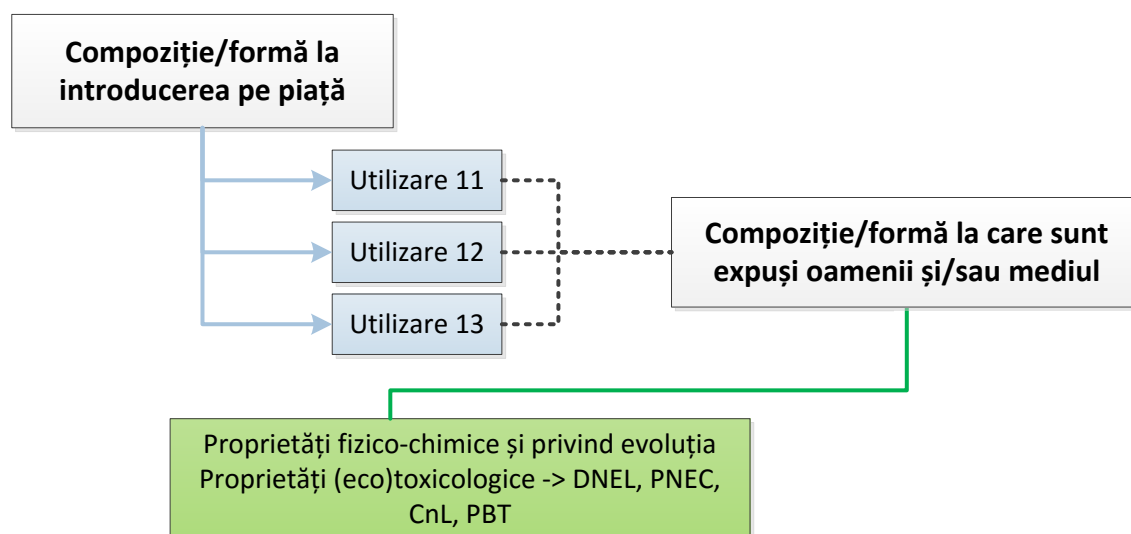 Compoziție/formă la
introducerea pe piață
Utilizare 11
Utilizare 12
Utilizare 13
Compoziție/formă la care sunt
expuși oamenii și/sau mediul
Proprietăți fizico-chimice și privind evoluția
Proprietăți (eco)toxicologice -> DNEL, PNEC,
CnL, PBT